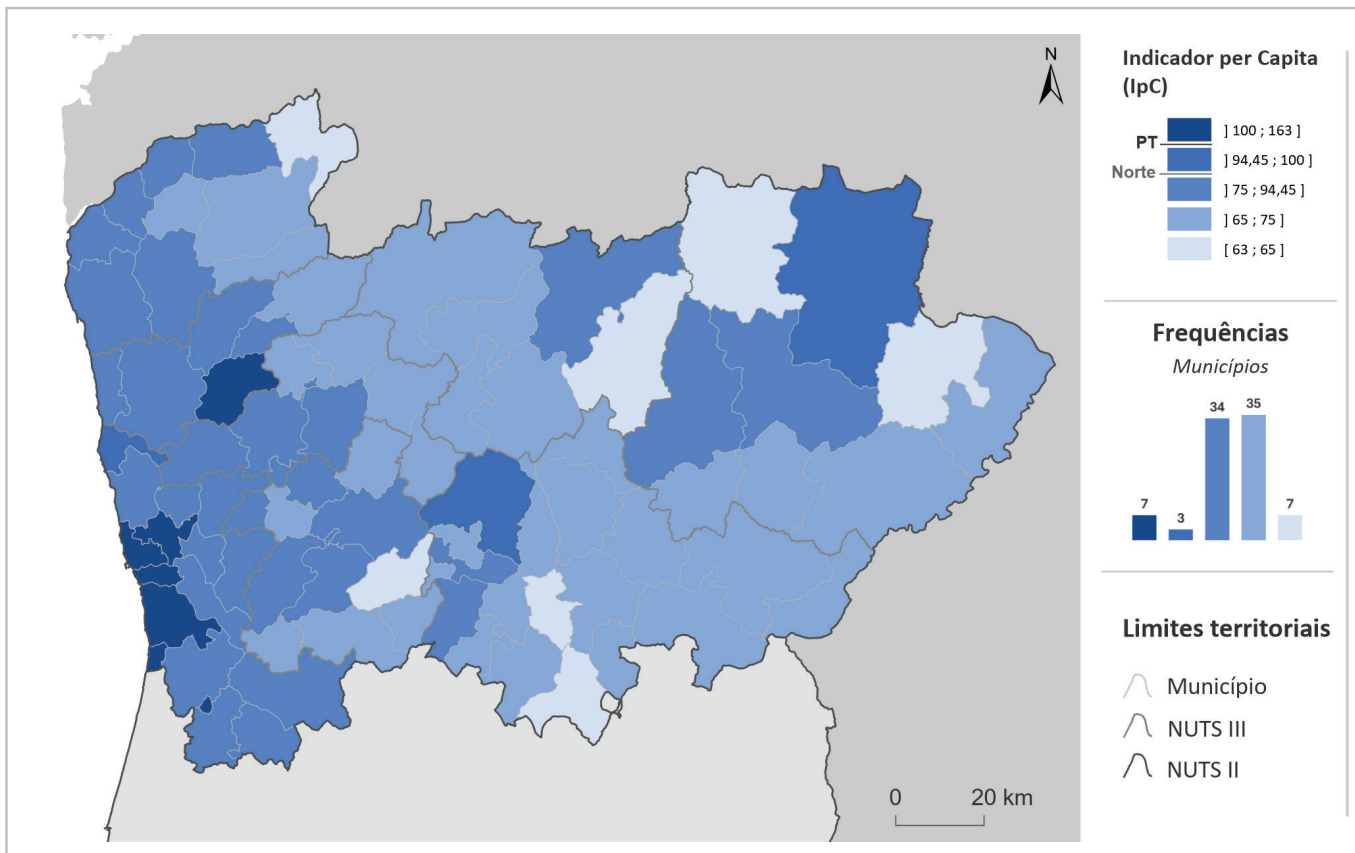 N
Indicador per Capita
(IpC)
] 100 ; 163 ]
PT
] 94,45 ; 100 ]
Norte
] 75 ; 94,45 ]
] 65 ; 75 ]
[ 63 ; 65 ]
Frequências
Municípios
7 3 34 35 7
Limites territoriais
Município
NUTS III
NUTS II
0 20 km